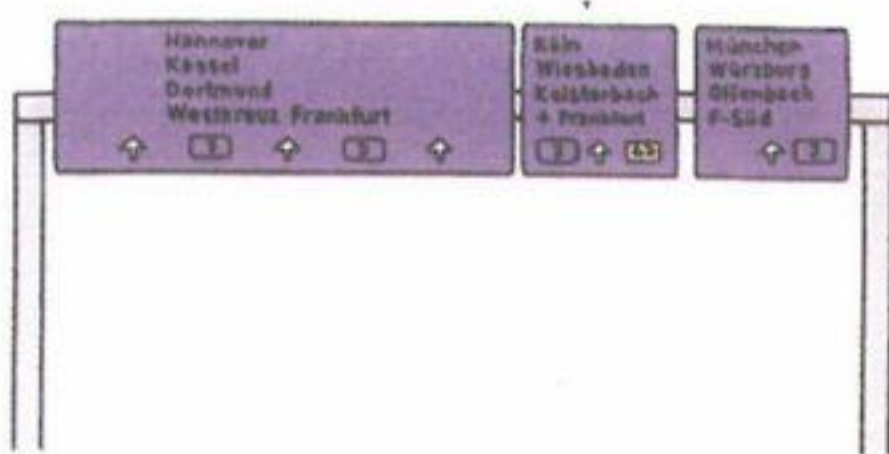 Hannover
Kassel
Dortmund
Westkreuz Frankfurt
Köln
Wiesbaden
Kelsterbach
+ Frankfurt
München
Würzburg
Offenbach
F-Süd